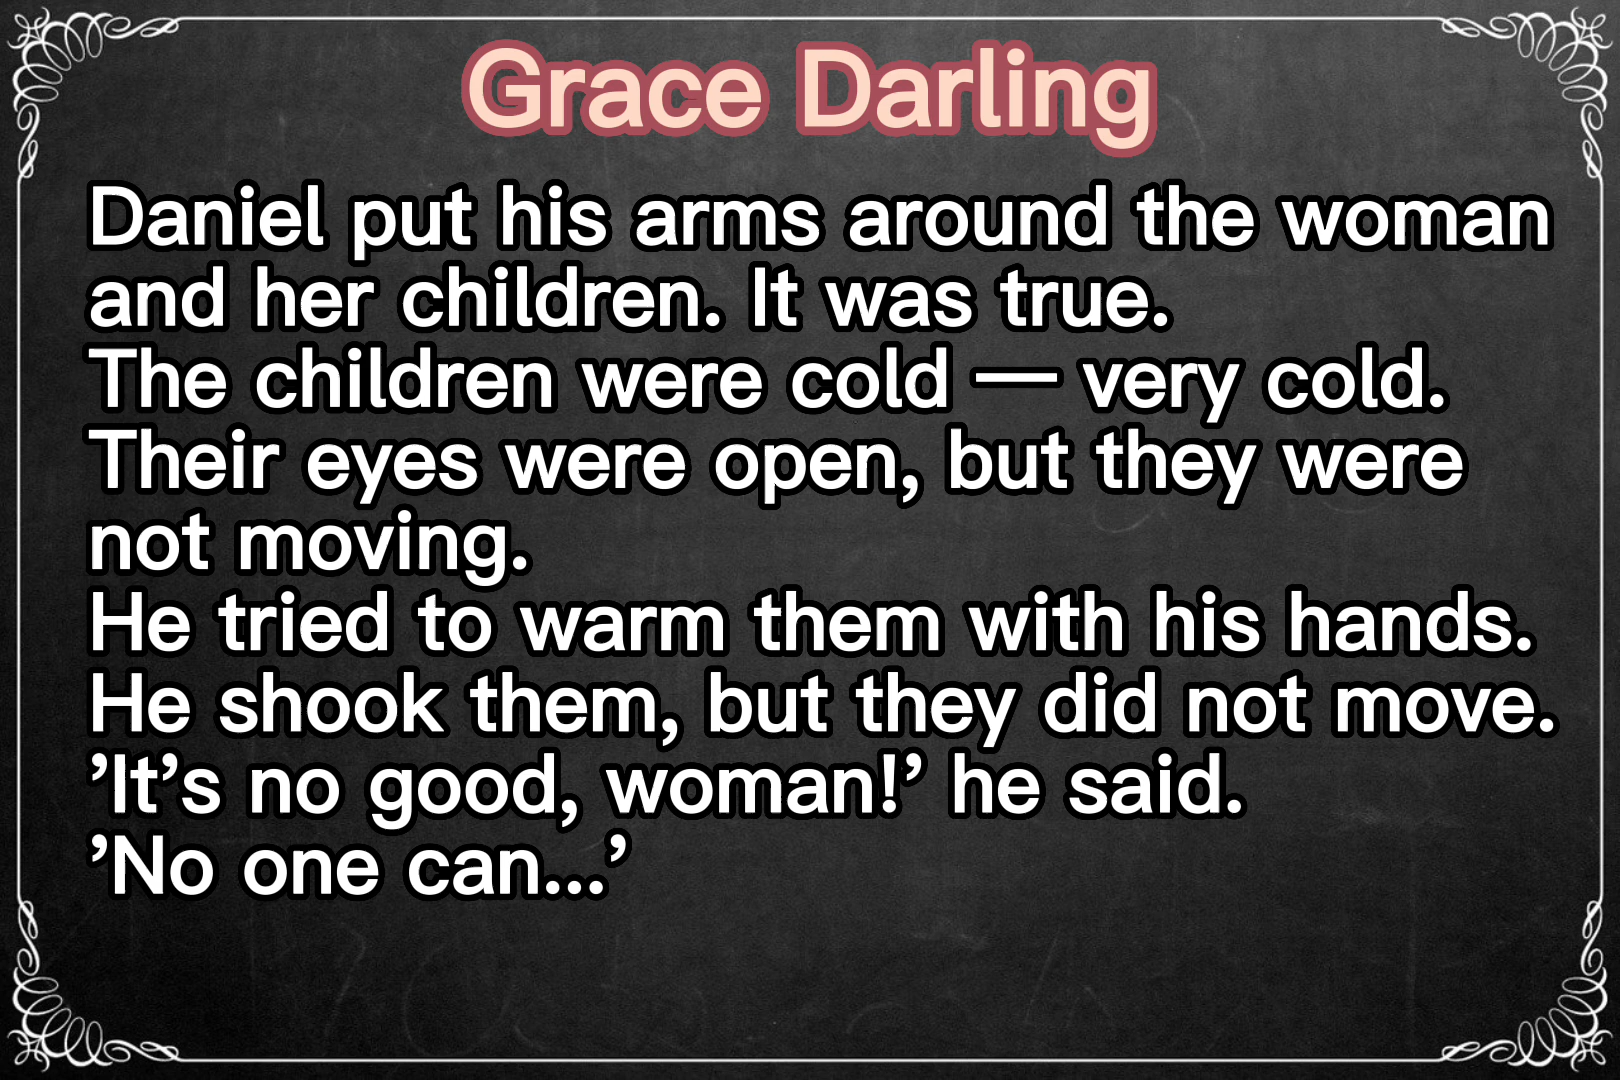 Grace Darling
Daniel put his arms around the woman
and her children. It was true.
The children were cold — very cold.
Their eyes were open, but they were
not moving.
He tried to warm them with his hands.
He shook them, but they did not move.
’It’s no good, woman!’ he said.
’No one can...’